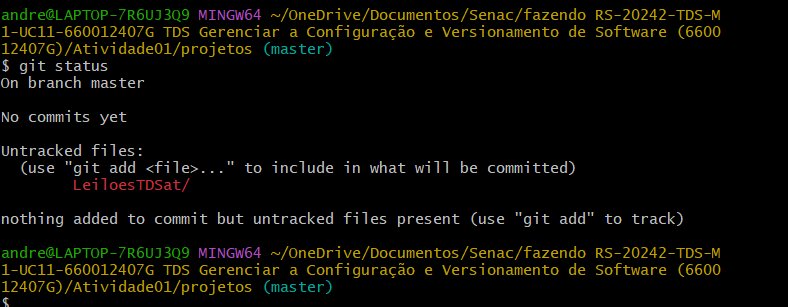 andre@LAPTOP-7R6UJ3Q9 MINGW64 ~/OneDrive/Documentos/Senac/fazendo RS-20242-TDS-M
1-UC11-660012407G TDS Gerenciar a Configuração e Versionamento de Software (6600
12407G)/Atividade01/projetos (master)
$ git status
On branch master

No commits yet

Untracked files:
  (use "git add <file>..." to include in what will be committed)
        LeiloesTDSat/

nothing added to commit but untracked files present (use "git add" to track)

andre@LAPTOP-7R6UJ3Q9 MINGW64 ~/OneDrive/Documentos/Senac/fazendo RS-20242-TDS-M
1-UC11-660012407G TDS Gerenciar a Configuração e Versionamento de Software (6600
12407G)/Atividade01/projetos (master)
$